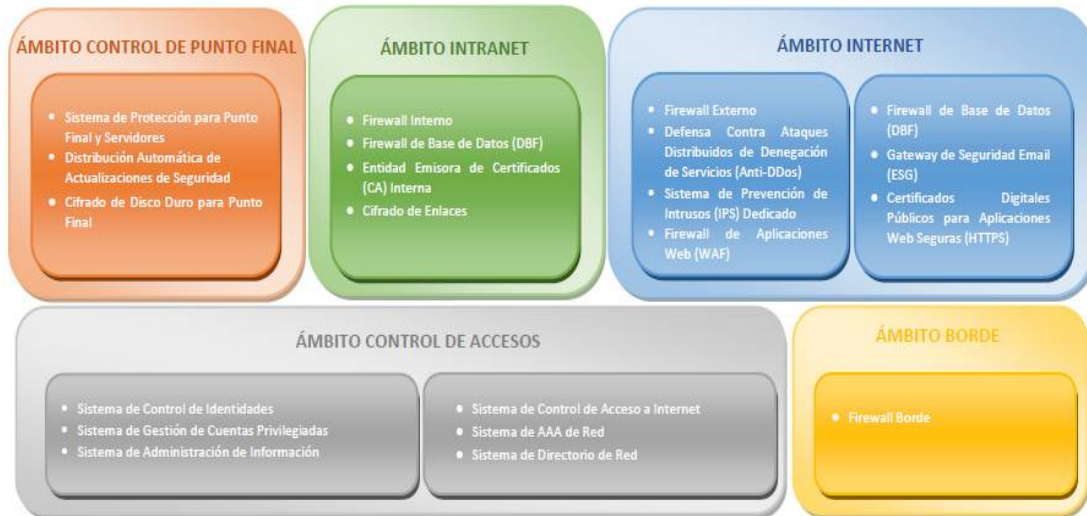 ÁMBITO CONTROL DE PUNTO FINAL
• Sistema de Protección para Punto
Final y Servidores
• Distribución Automática de
Actualizaciones de Seguridad
• Cifrado de Disco Duro para Punto
Final
ÁMBITO INTRANET
• Firewall Interno
• Firewall de Base de Datos (DBF)
• Entidad Emisora de Certificados
(CA) Interna
• Cifrado de Enlaces
ÁMBITO INTERNET
• Firewall Externo
• Defensa Contra Ataques
Distribuidos de Denegación
de Servicios (Anti-DDos)
• Sistema de Prevención de
Intrusos (IPS) Dedicado
• Firewall de Aplicaciones
Web (WAF)
• Firewall de Base de Datos
(DBF)
• Gateway de Seguridad Email
(ESG)
• Certificados Digitales
Públicos para Aplicaciones
Web Seguras (HTTPS)
ÁMBITO CONTROL DE ACCESOS
• Sistema de Control de Identidades
• Sistema de Gestión de Cuentas Privilegiadas
• Sistema de Administración de Información
• Sistema de Control de Acceso a Internet
• Sistema de AAA de Red
• Sistema de Directorio de Red
ÁMBITO BORDE
• Firewall Borde